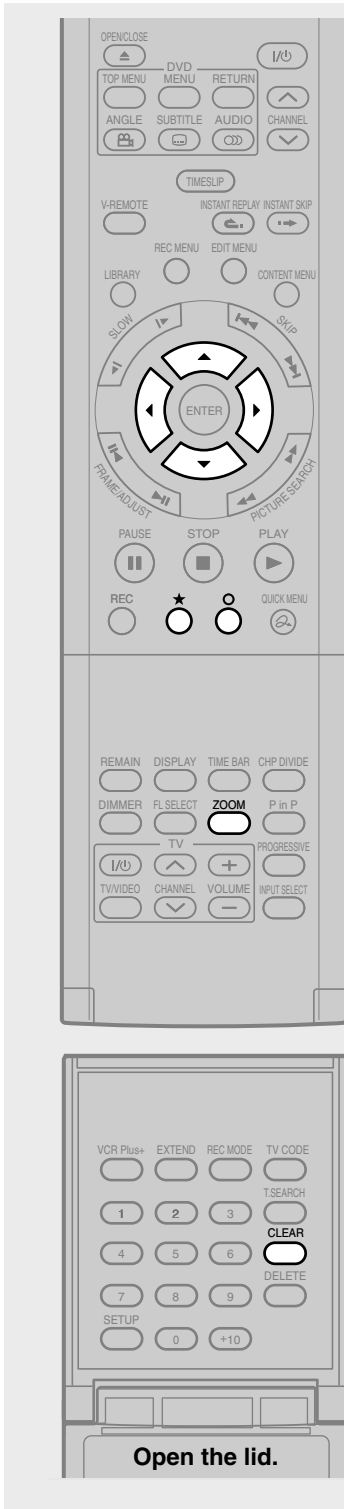 OPEN/CLOSE
I/⏻
DVD
TOP MENU MENU RETURN
ANGLE SUBTITLE AUDIO CHANNEL
TIMESLIP
V-REMOTE INSTANT REPLAY INSTANT SKIP
REC MENU EDIT MENU
LIBRARY CONTENT MENU
SLOW SKIP
ENTER
FRAME/ADJUST PICTURE SEARCH
PAUSE STOP PLAY
REC ★ QUICK MENU
REMAIN DISPLAY TIME BAR CHP DIVIDE
DIMMER FL SELECT ZOOM P in P
TV
I/⏻ + PROGRESSIVE
TV/VIDEO CHANNEL VOLUME INPUT SELECT
−
VCR Plus+ EXTEND REC MODE TV CODE
T.SEARCH
1 2 3
CLEAR
4 5 6
DELETE
7 8 9
SETUP
0 +10
Open the lid.